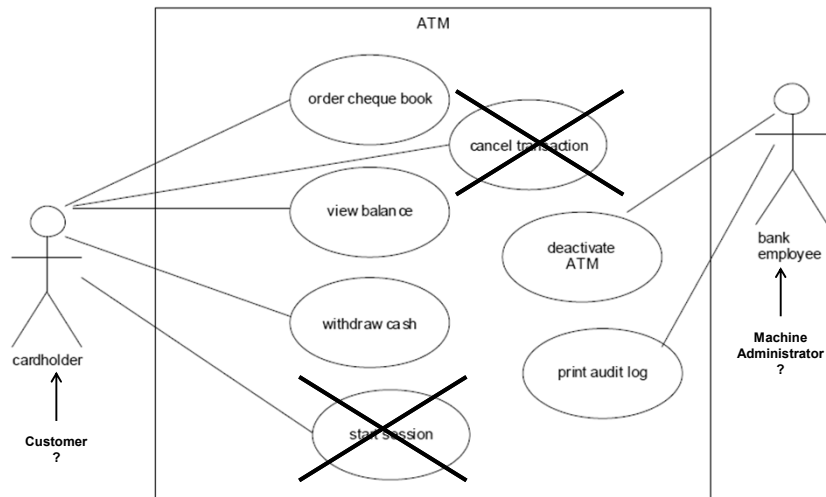 ATM
order cheque book
cancel transaction
view balance
deactivate
ATM
bank
employee
withdraw cash
Machine
Administrator
?
cardholder
print audit log
start session
Customer
?